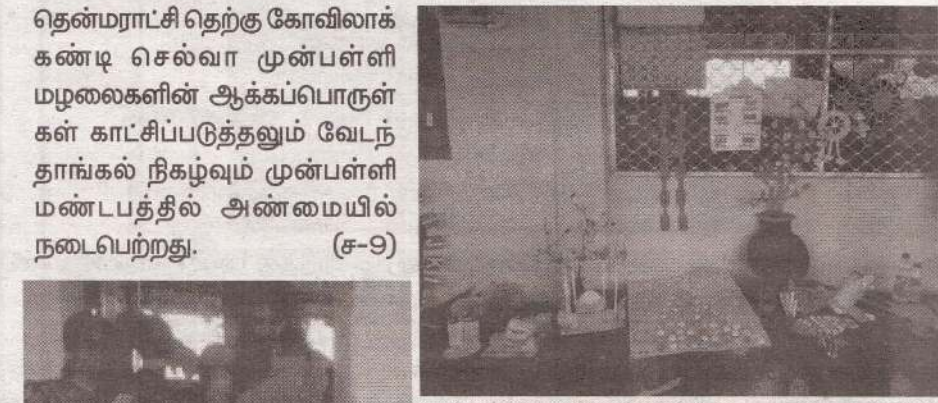 தென்மராட்சி தெற்கு கோவிலாக்
கண்டி செல்வா முன்பள்ளி
மழலைகளின் ஆக்கப்பொருள்
கள் காட்சிப்படுத்தலும் வேடந்
தாங்கல் நிகழ்வும் முன்பள்ளி
மண்டபத்தில் அண்மையில்
நடைபெற்றது. (ச-9)